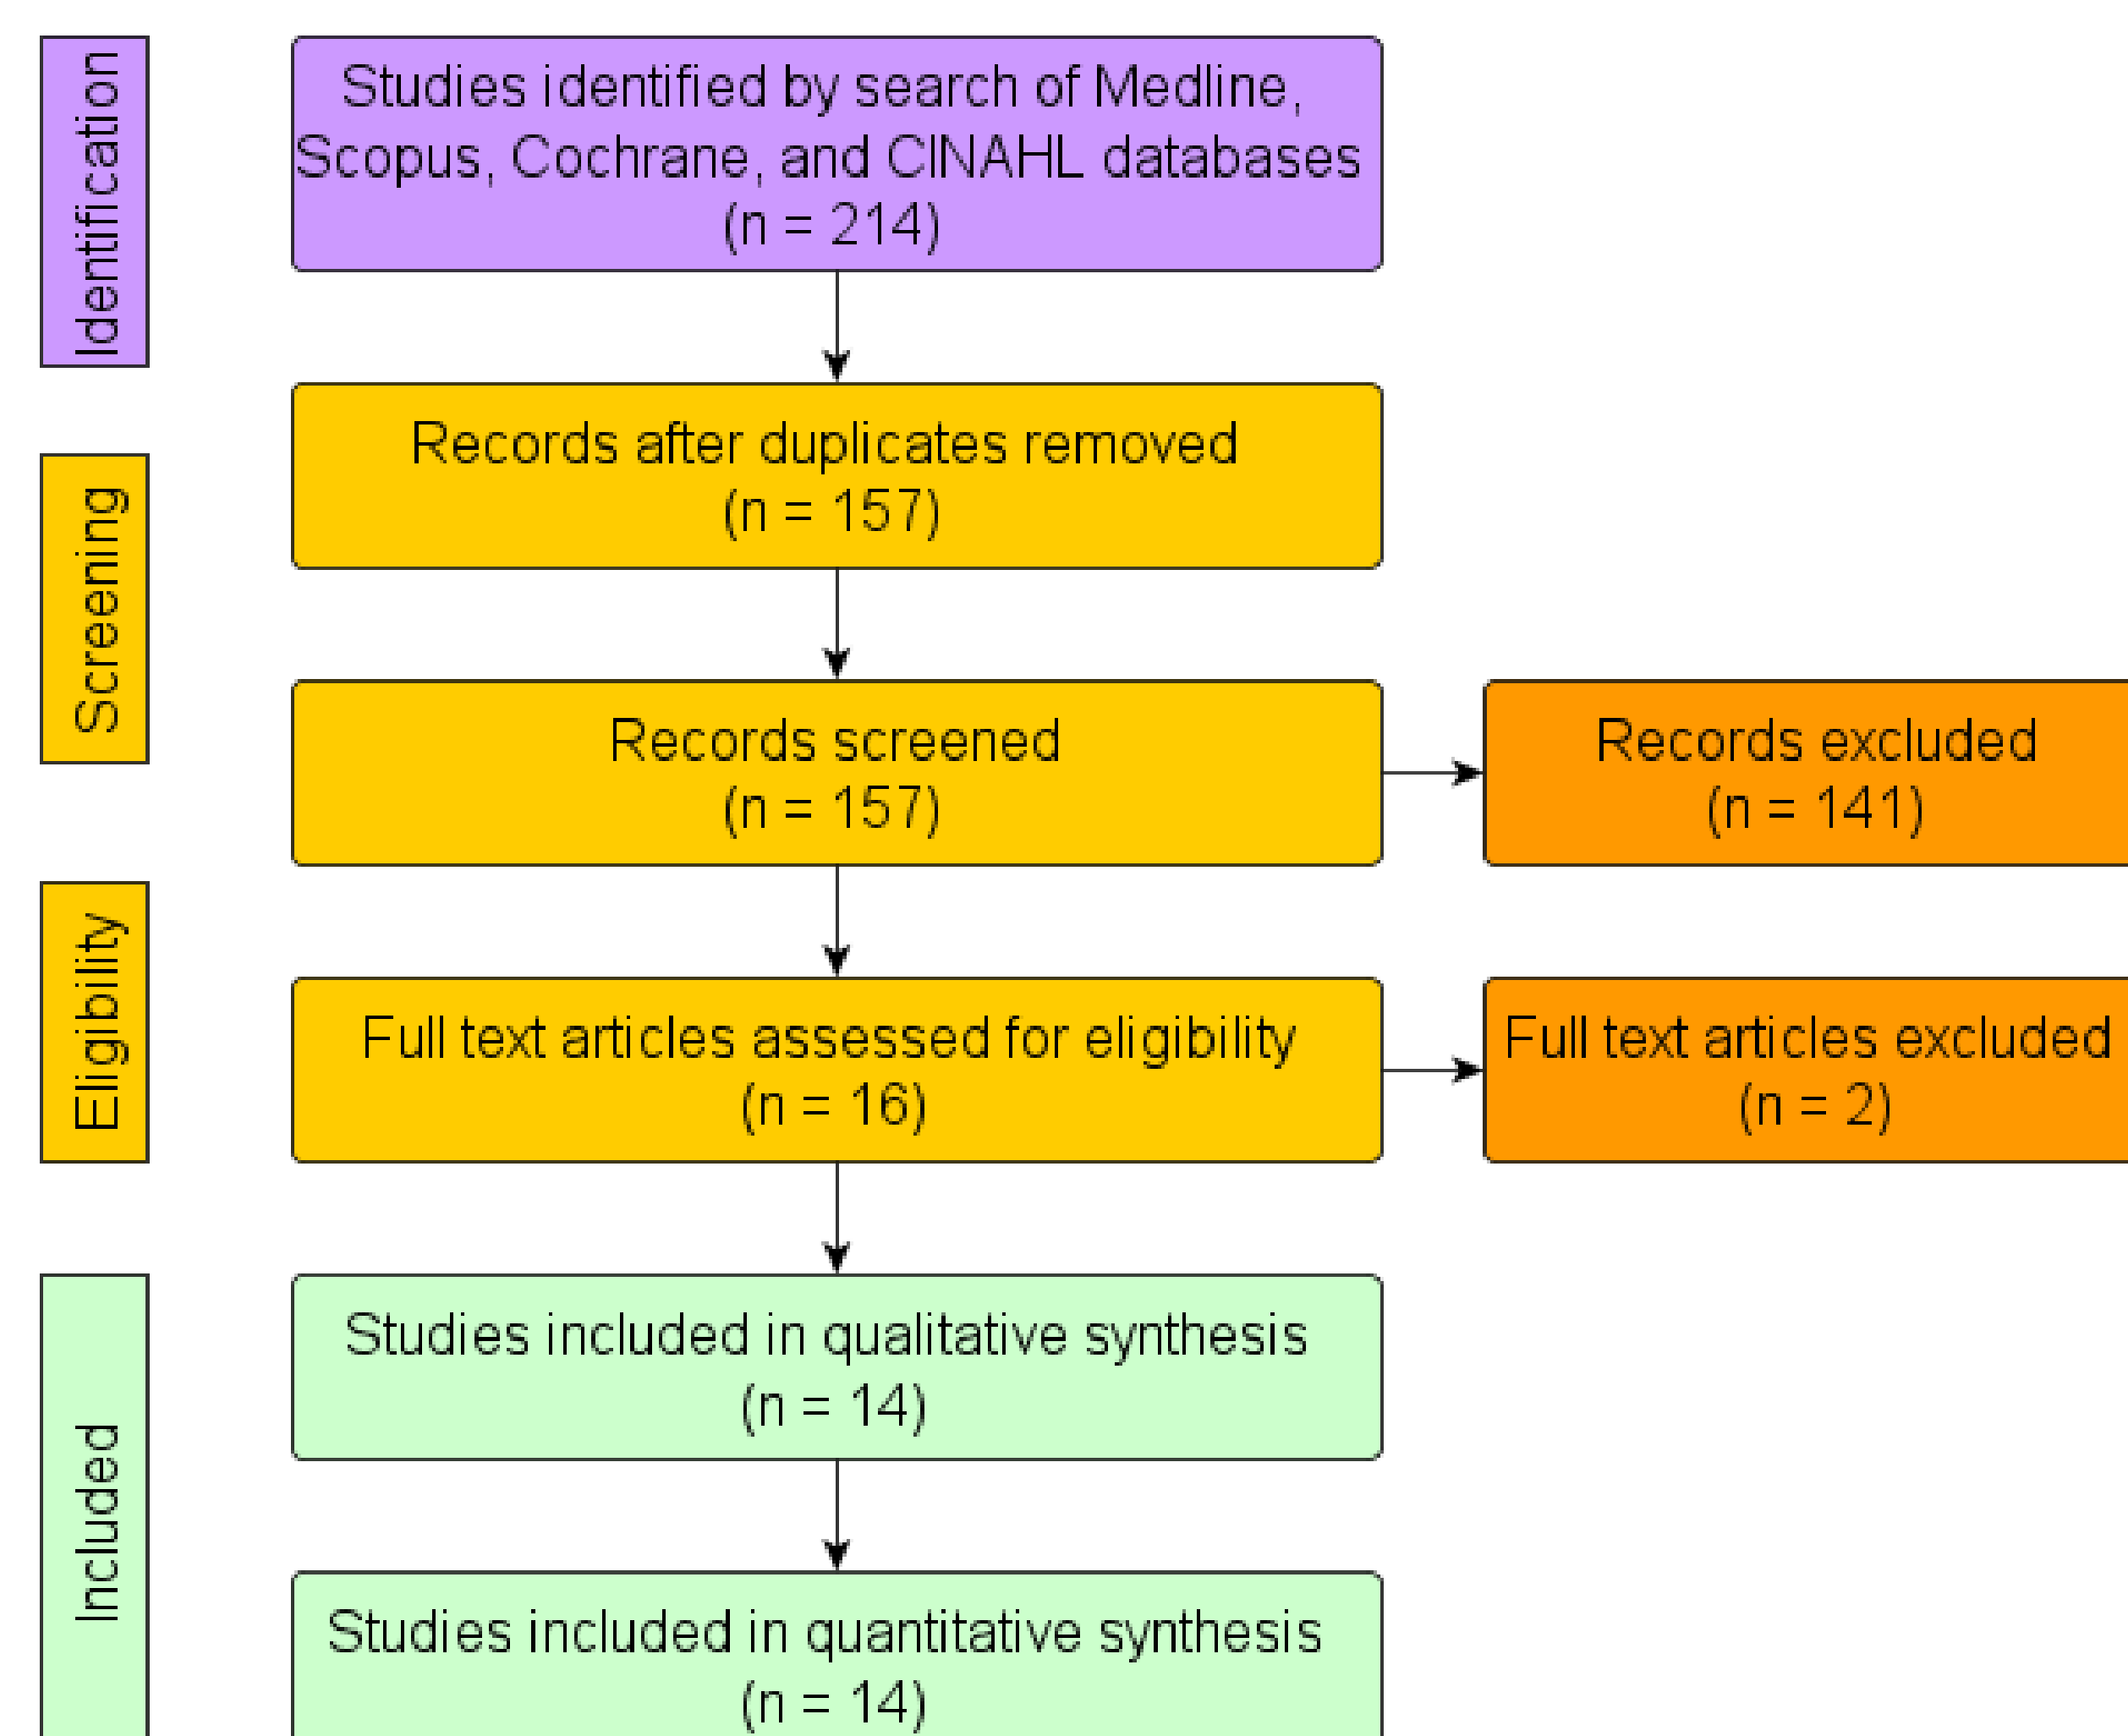 Identification
Studies identified by search of Medline,
Scopus, Cochrane, and CINAHL databases
(n = 214)
Screening
Records after duplicates removed
(n = 157)
Records screened
(n = 157)
Records excluded
(n = 141)
Eligibility
Full text articles assessed for eligibility
(n = 16)
Full text articles excluded
(n = 2)
Included
Studies included in qualitative synthesis
(n = 14)
Studies included in quantitative synthesis
(n = 14)